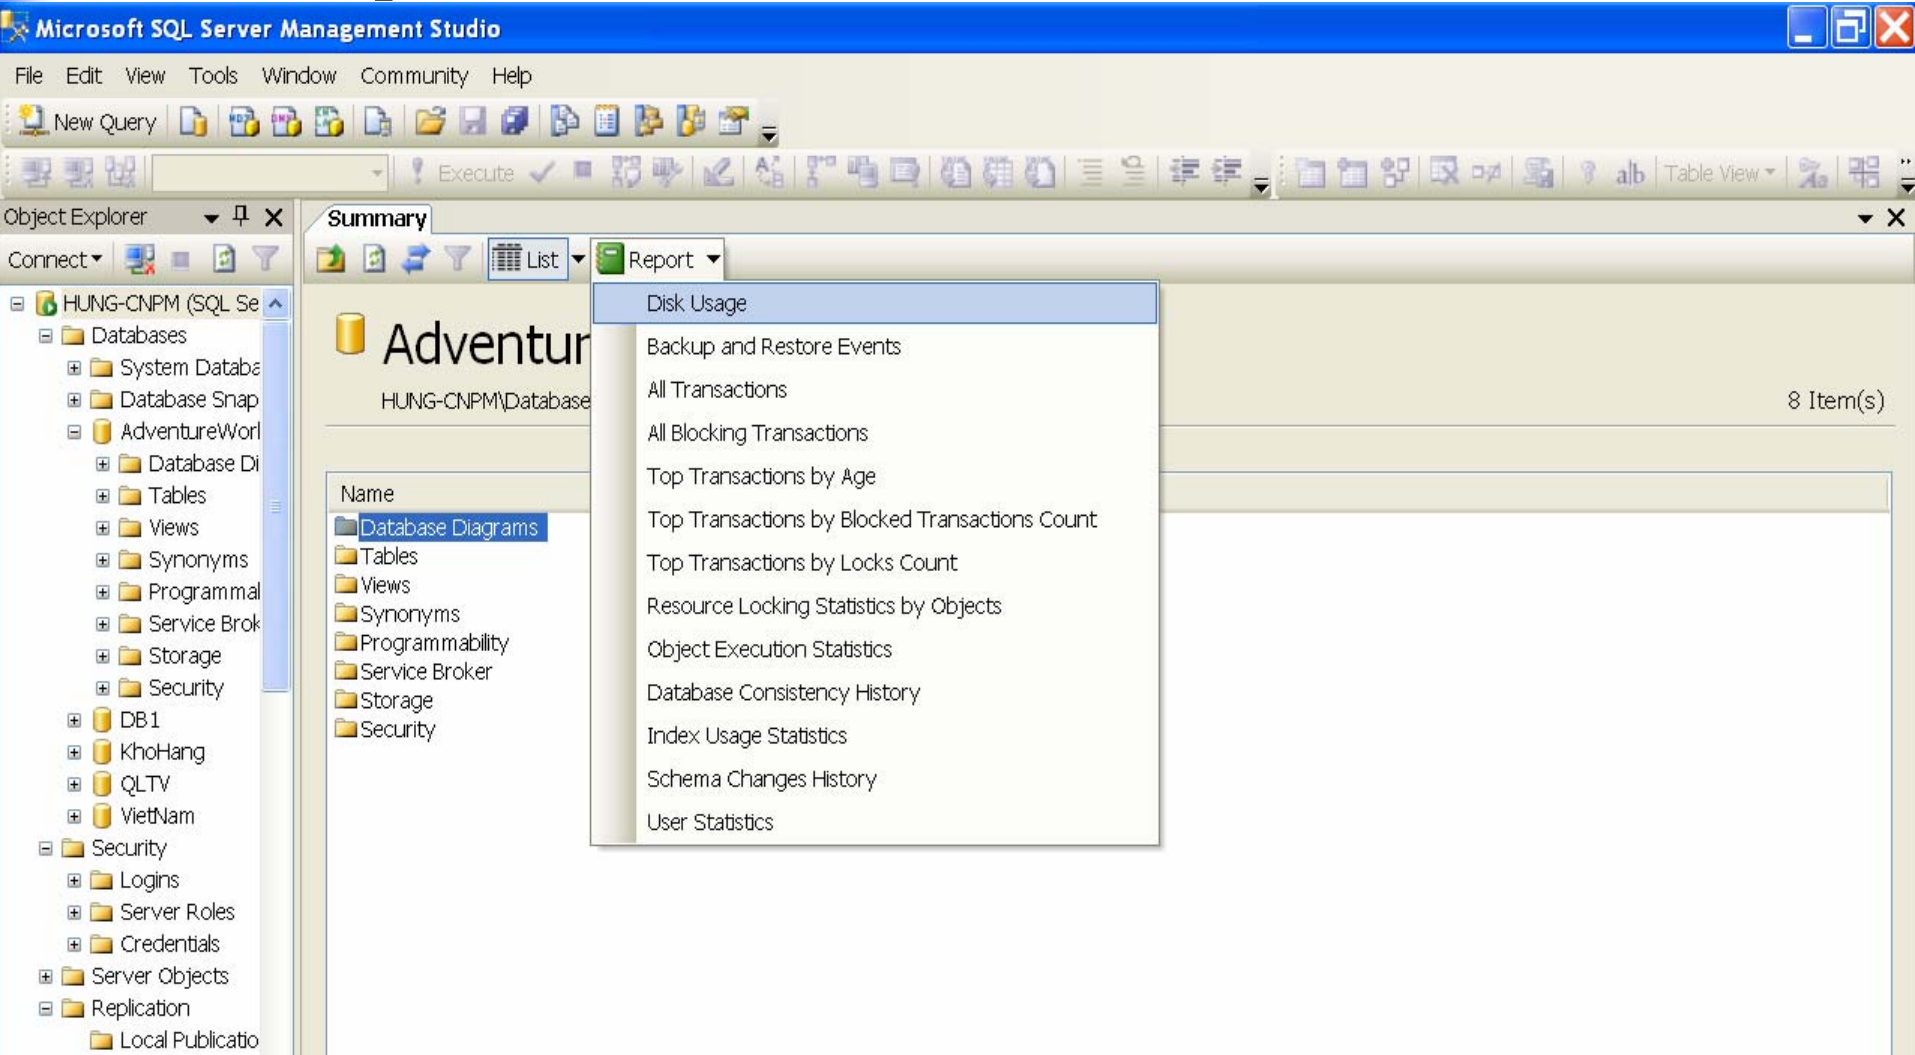 Microsoft SQL Server Management Studio
File Edit View Tools Window Community Help
New Query
Execute
Table View
Object Explorer
Summary
Connect
List
Report
HUNG-CNPM (SQL Se
Databases
System Databa
Database Snap
AdventureWorl
Database Di
Tables
Views
Synonyms
Programmal
Service Brok
Storage
Security
DB1
KhoHang
QLTV
VietNam
Security
Logins
Server Roles
Credentials
Server Objects
Replication
Local Publicatio
Adventur
HUNG-CNPM\Database
8 Item(s)
Name
Database Diagrams
Tables
Views
Synonyms
Programmability
Service Broker
Storage
Security
Disk Usage
Backup and Restore Events
All Transactions
All Blocking Transactions
Top Transactions by Age
Top Transactions by Blocked Transactions Count
Top Transactions by Locks Count
Resource Locking Statistics by Objects
Object Execution Statistics
Database Consistency History
Index Usage Statistics
Schema Changes History
User Statistics